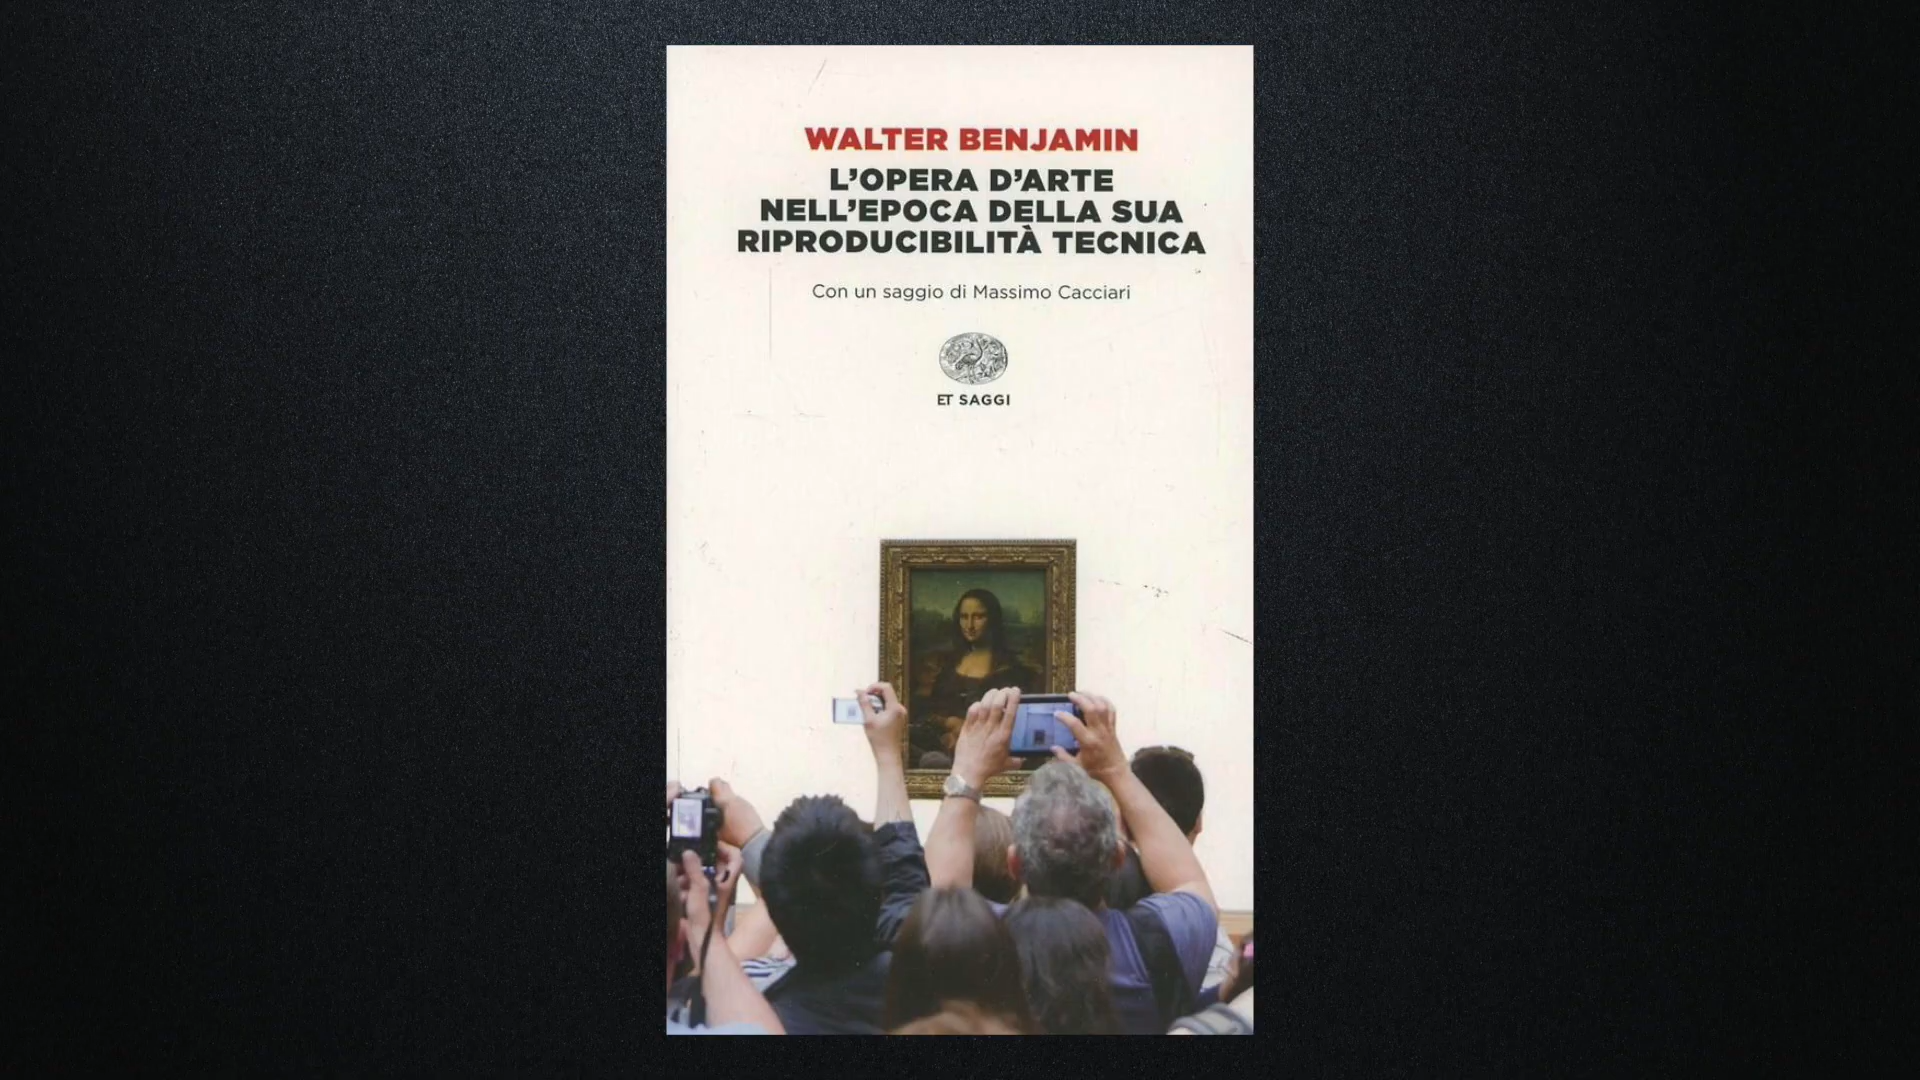 WALTER BENJAMIN
L’OPERA D’ARTE
NELL’EPOCA DELLA SUA
RIPRODUCIBILITÀ TECNICA
Con un saggio di Massimo Cacciari
ET SAGGI